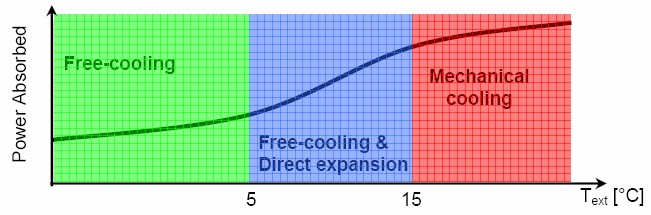 Power Absorbed
Free-cooling
Free-cooling &
Direct expansion
Mechanical
cooling
5
15
Text [°C]